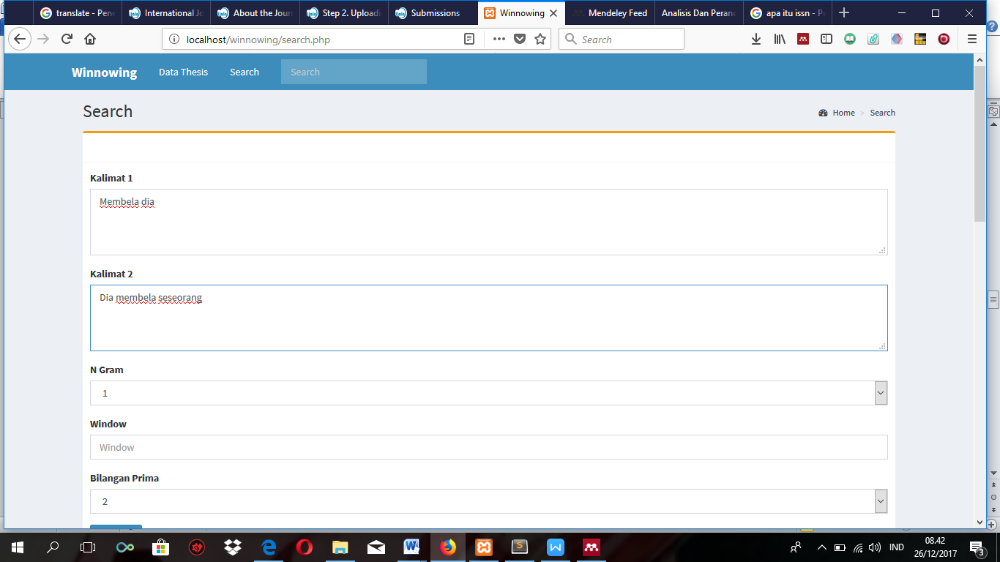 translate - Pene
International Jo
About the Journ
Step 2. Uploadi
Submissions
Winnowing
Mendeley Feed
Analisis Dan Peranc
apa itu issn - Pe
localhost/winnowing/search.php
Search
Winnowing
Data Thesis
Search
Search
Search
Home > Search
Kalimat 1
Membela dia
Kalimat 2
Dia membela seseorang
N Gram
1
Window
Window
Bilangan Prima
2
IND
08.42
26/12/2017
3